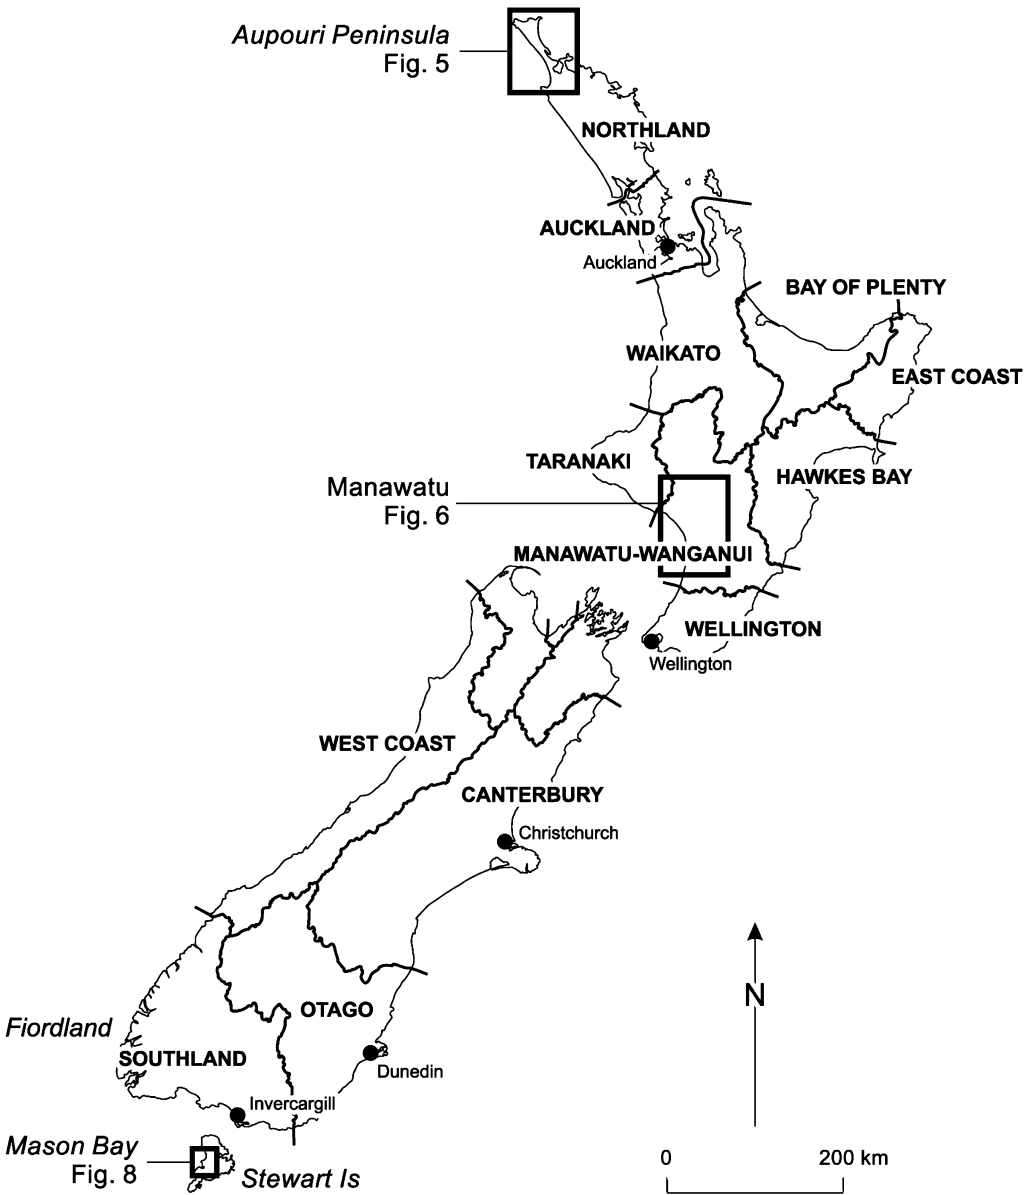 Aupouri Peninsula
Fig. 5
NORTHLAND
AUCKLAND
Auckland
BAY OF PLENTY
WAIKATO
EAST COAST
TARANAKI
HAWKES BAY
Manawatu
Fig. 6
MANAWATU-WANGANUI
WELLINGTON
Wellington
WEST COAST
CANTERBURY
Christchurch
N
OTAGO
Fiordland
SOUTHLAND
Dunedin
Invercargill
Mason Bay
Fig. 8
Stewart Is
0 200 km